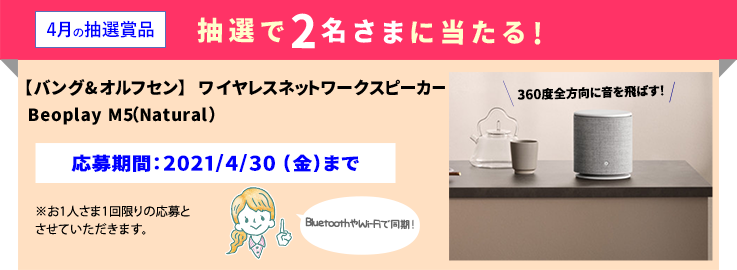 4月の抽選賞品
抽選で2名さまに当たる！
【バング&オルフセン】 ワイヤレスネットワークスピーカー
Beoplay M5(Natural)
360度全方向に音を飛ばす!
応募期間：2021/4/30（金）まで
※お1人さま1回限りの応募と
させていただきます。
BluetoothやWi-Fiで同期！